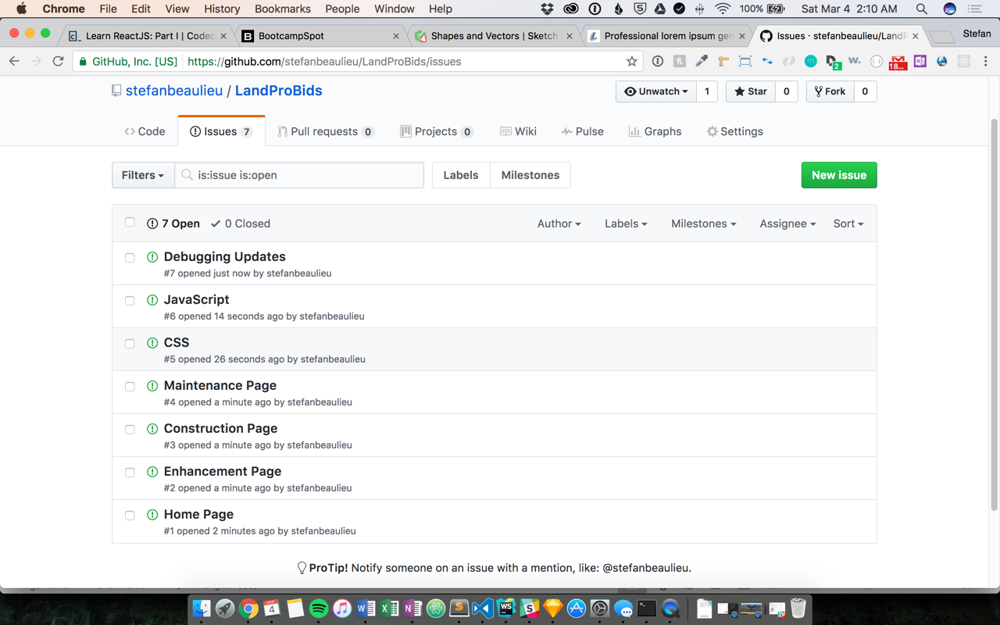 Chrome File Edit View History Bookmarks People Window Help 100% Sat Mar 4 2:10 AM
Learn ReactJS: Part I | Codec BootcampSpot Shapes and Vectors | Sketch Professional lorem ipsum gen Issues · stefanbeaulieu/LandP Stefan
GitHub, Inc. [US] https://github.com/stefanbeaulieu/LandProBids/issues
stefanbeaulieu / LandProBids Unwatch 1 Star 0 Fork 0
Code Issues 7 Pull requests 0 Projects 0 Wiki Pulse Graphs Settings
Filters is:issue is:open Labels Milestones New issue
7 Open 0 Closed Author Labels Milestones Assignee Sort
Debugging Updates
#7 opened just now by stefanbeaulieu
JavaScript
#6 opened 14 seconds ago by stefanbeaulieu
CSS
#5 opened 26 seconds ago by stefanbeaulieu
Maintenance Page
#4 opened a minute ago by stefanbeaulieu
Construction Page
#3 opened a minute ago by stefanbeaulieu
Enhancement Page
#2 opened a minute ago by stefanbeaulieu
Home Page
#1 opened 2 minutes ago by stefanbeaulieu
ProTip! Notify someone on an issue with a mention, like: @stefanbeaulieu.